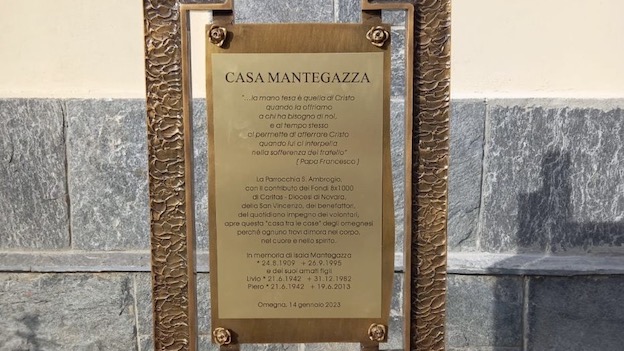 CASA MANTEGAZZA
"...la mano tesa è quella di Cristo
quando la offriamo
a chi ha bisogno di noi,
e al tempo stesso
ci permette di afferrare Cristo
quando lui ci interpella
nella sofferenza del fratello"
(Papa Francesco)
La Parrocchia S. Ambrogio,
con il contributo dei Fondi 8x1000
di Caritas - Diocesi di Novara,
della San Vincenzo, dei benefattori,
del quotidiano impegno dei volontari,
apre questa "casa tra le case" degli omegnesi
perché ognuno trovi dimora nel corpo,
nel cuore e nello spirito.
In memoria di Isaia Mantegazza
* 24.8.1909 + 26.9.1995
e dei suoi amati figli
Livio * 21.6.1942 + 31.12.1982
Piero * 21.6.1942 + 19.6.2013
Omegna, 14 gennaio 2023